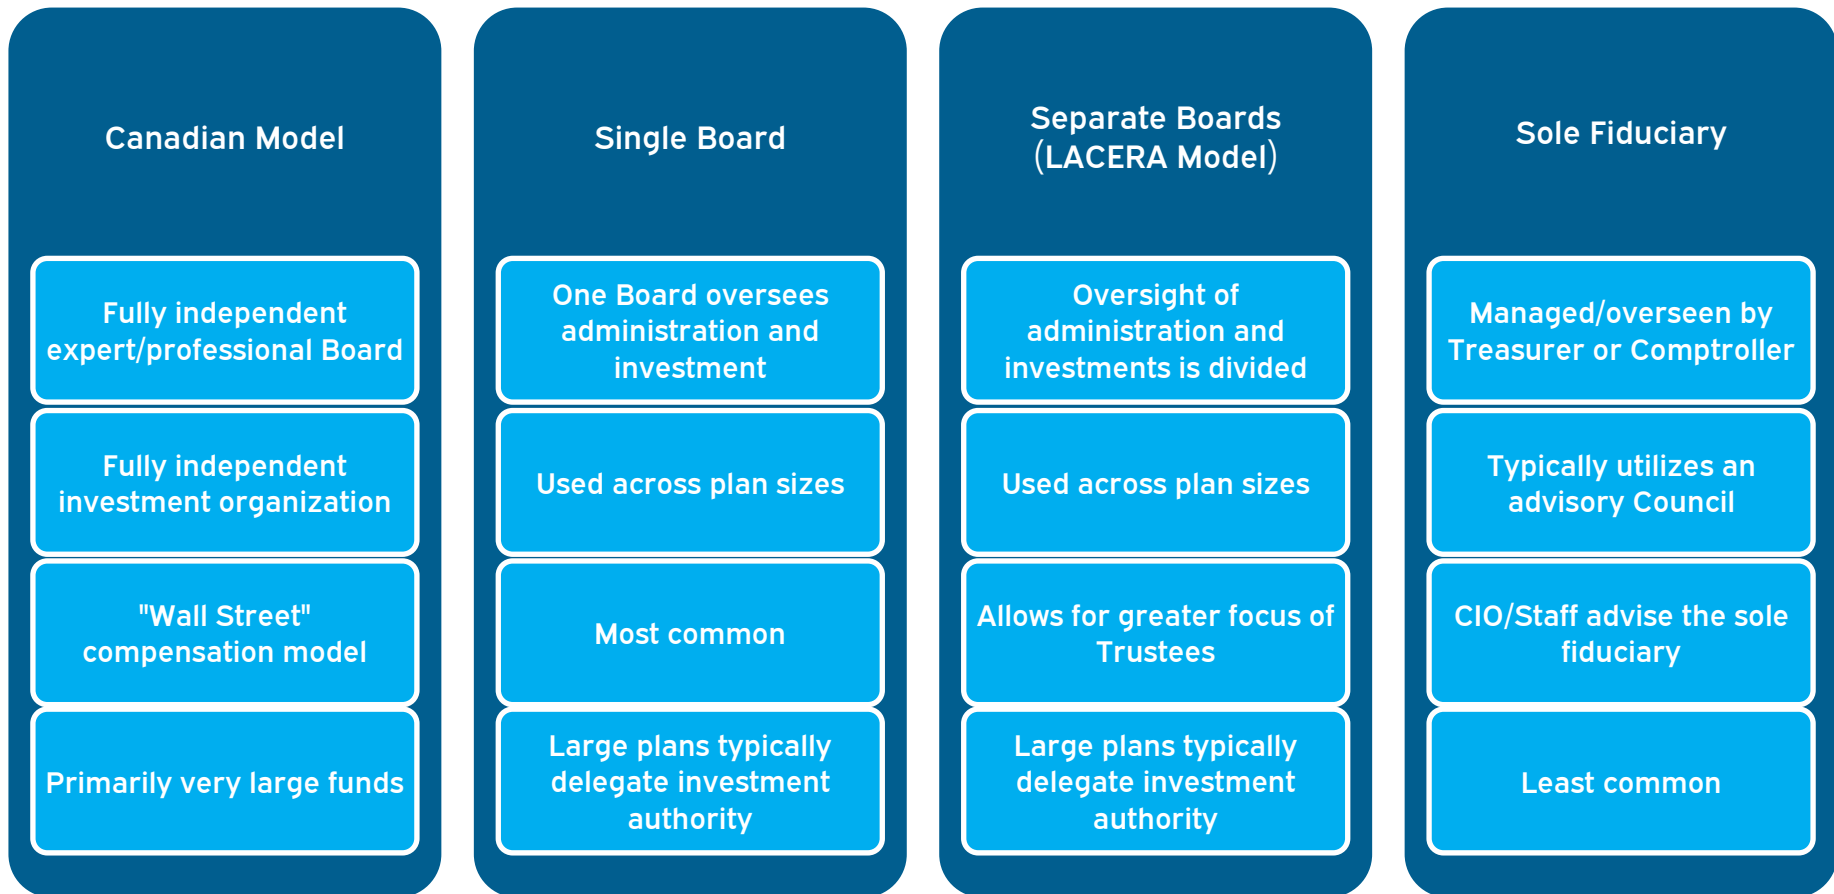 Canadian Model
Fully independent
expert/professional Board
Fully independent
investment organization
"Wall Street"
compensation model
Primarily very large funds
Single Board
One Board oversees
administration and
investment
Used across plan sizes
Most common
Large plans typically
delegate investment
authority
Separate Boards
(LACERA Model)
Oversight of
administration and
investments is divided
Used across plan sizes
Allows for greater focus of
Trustees
Large plans typically
delegate investment
authority
Sole Fiduciary
Managed/overseen by
Treasurer or Comptroller
Typically utilizes an
advisory Council
CIO/Staff advise the sole
fiduciary
Least common